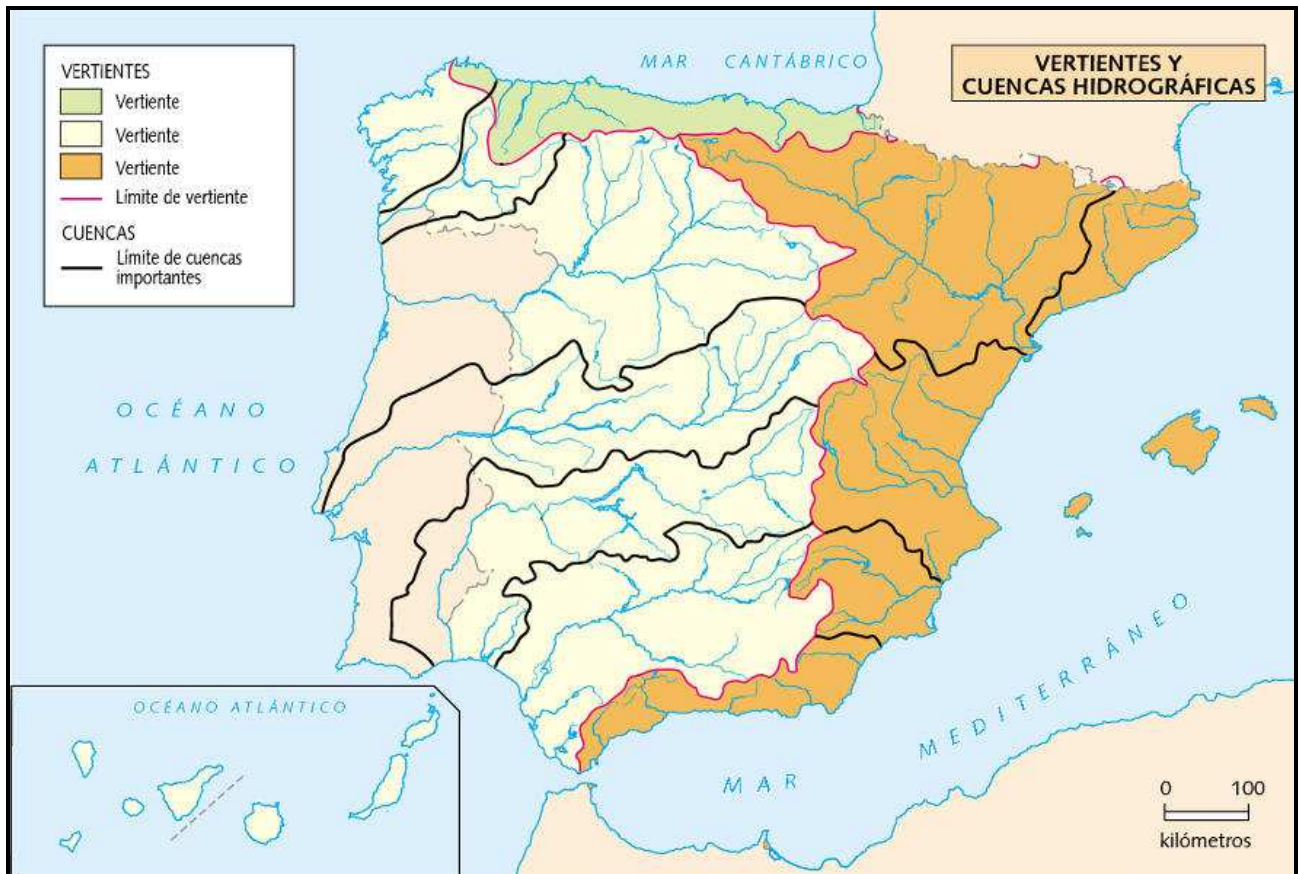 VERTIENTES
Vertiente
Vertiente
Vertiente
Límite de vertiente
CUENCAS
Límite de cuencas
importantes
MAR CANTÁBRICO
VERTIENTES Y
CUENCAS HIDROGRÁFICAS
OCÉANO
ATLÁNTICO
OCÉANO ATLÁNTICO
MAR MEDITERRÁNEO
0 100
kilómetros